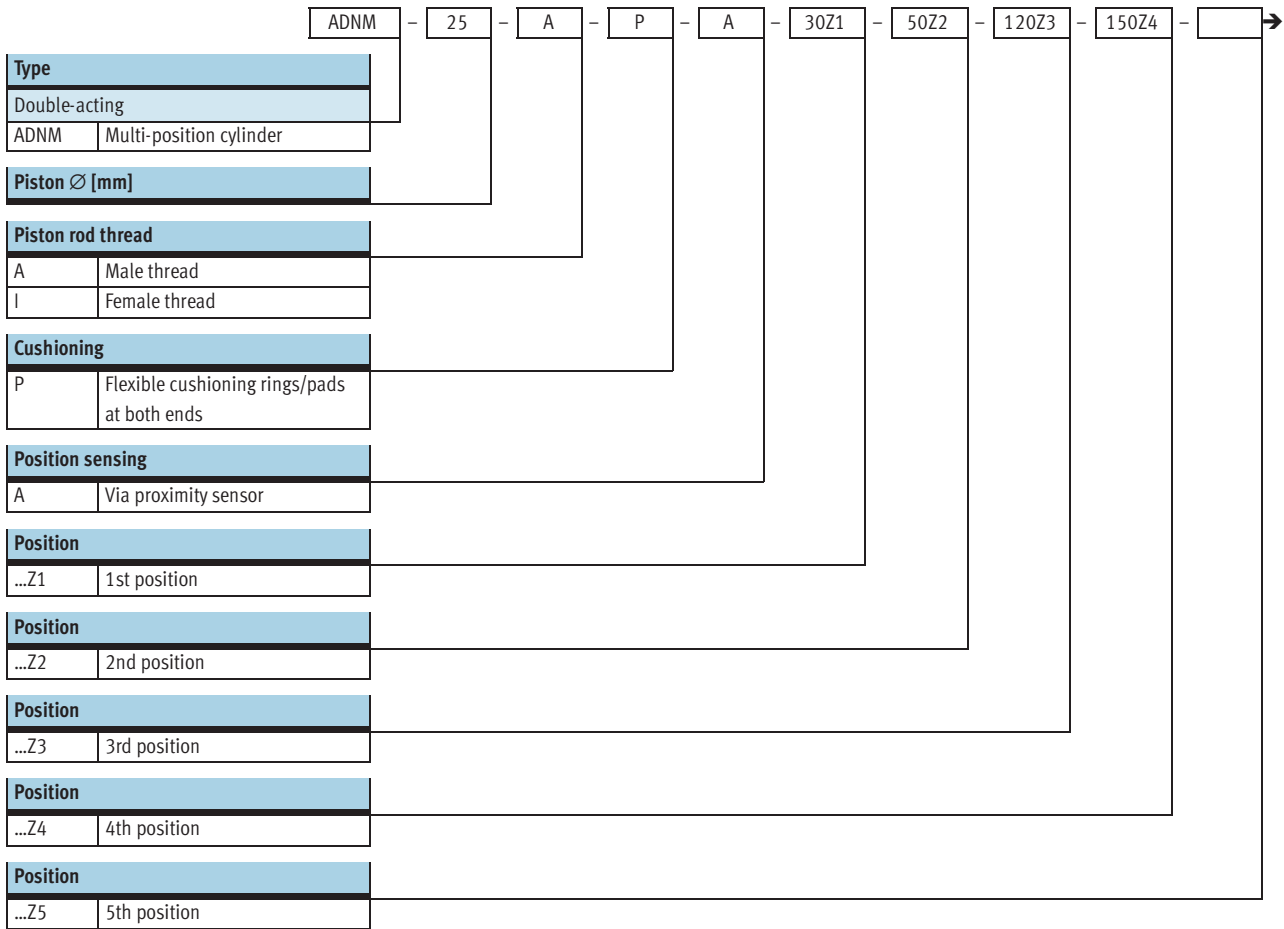 ADNM – 25 – A – P – A – 30Z1 – 50Z2 – 120Z3 – 150Z4 – ➔
Type
Double-acting
ADNM Multi-position cylinder
Piston ∅ [mm]
Piston rod thread
A Male thread
I Female thread
Cushioning
P Flexible cushioning rings/pads
at both ends
Position sensing
A Via proximity sensor
Position
...Z1 1st position
Position
...Z2 2nd position
Position
...Z3 3rd position
Position
...Z4 4th position
Position
...Z5 5th position